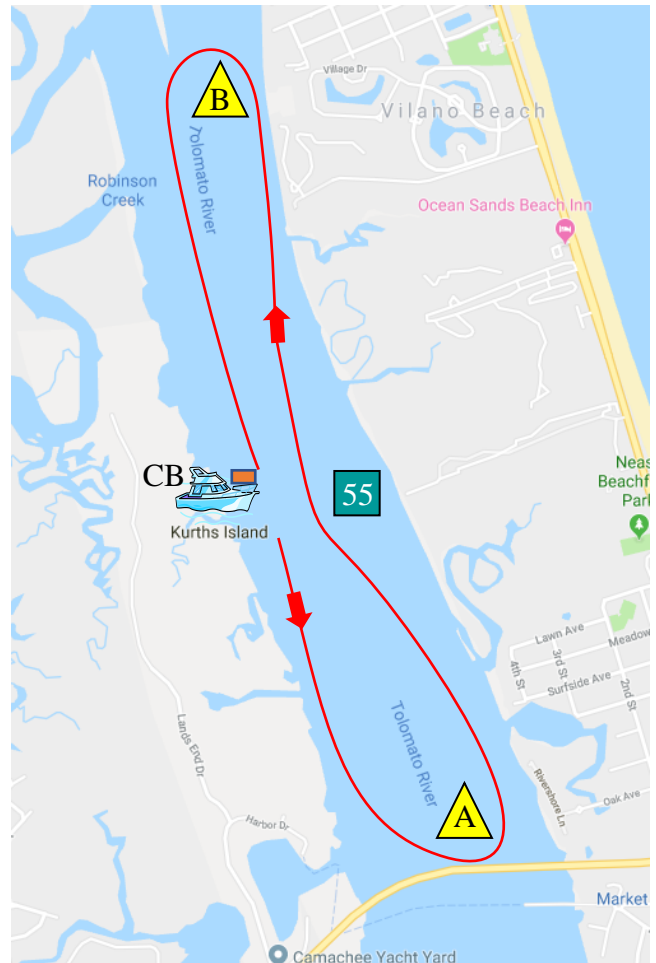 B
Village Dr
Vilano Beach
Tolomato River
Robinson
Creek
Ocean Sands Beach Inn
CB
55
Neas
Beachf
Park
Kurths Island
Lawn Ave
Meadow
4th St
3rd St
2nd St
Surfside Ave
Lands End Dr
Tolomato River
A
Rivershore Ln
Oak Ave
Harbor Dr
Market
Camachee Yacht Yard